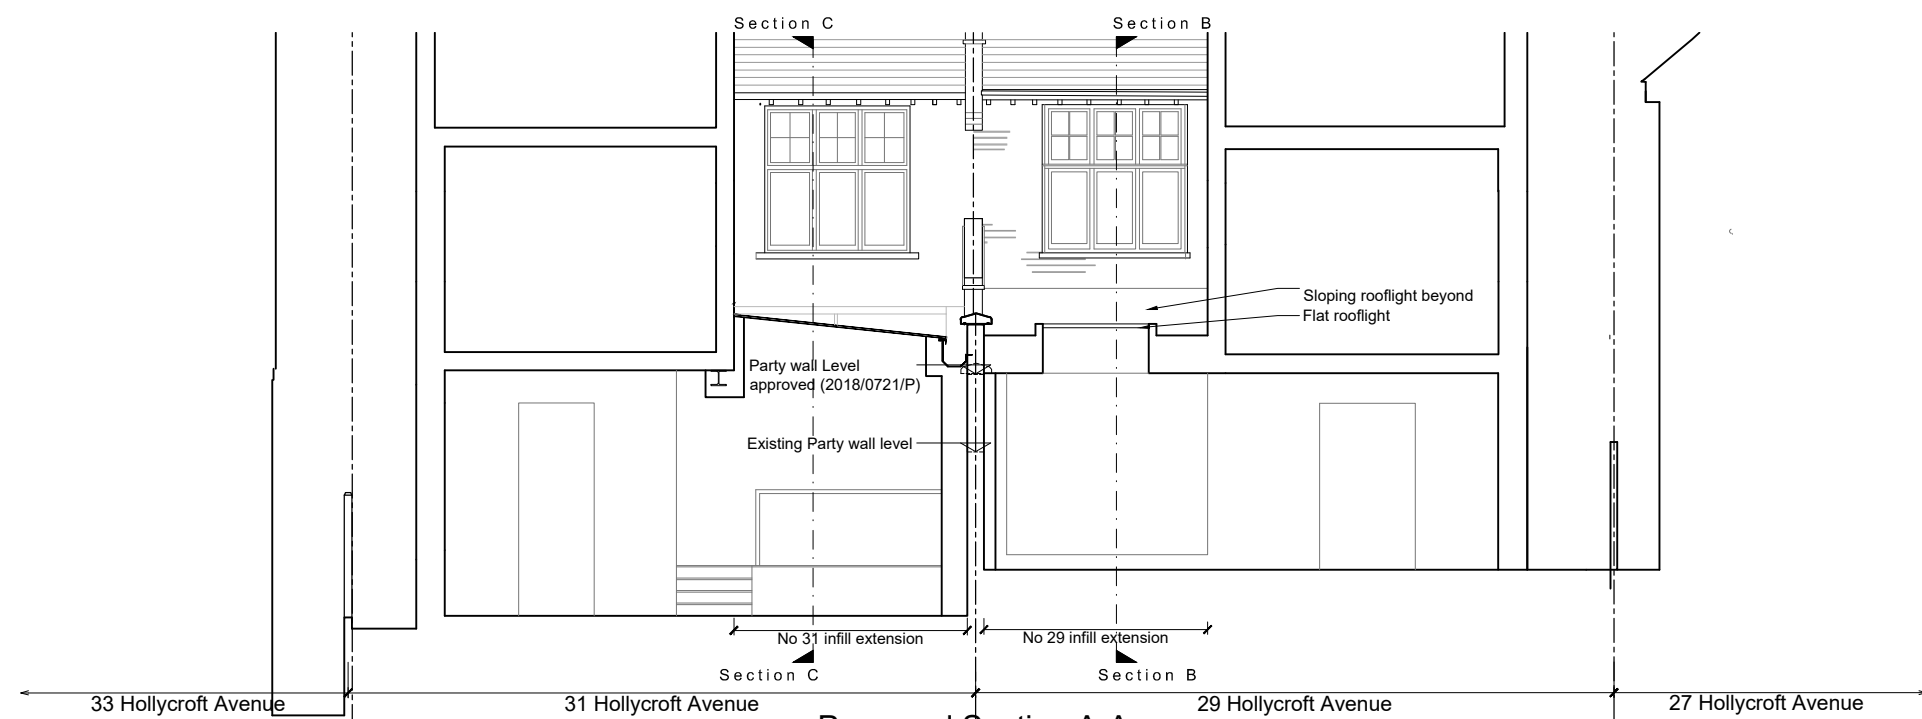 Section C
Section B
Sloping rooflight beyond
Flat rooflight
Party wall Level
approved (2018/0721/P)
Existing Party wall level
No 31 infill extension
No 29 infill extension
Section C
Section B
33 Hollycroft Avenue
31 Hollycroft Avenue
29 Hollycroft Avenue
27 Hollycroft Avenue